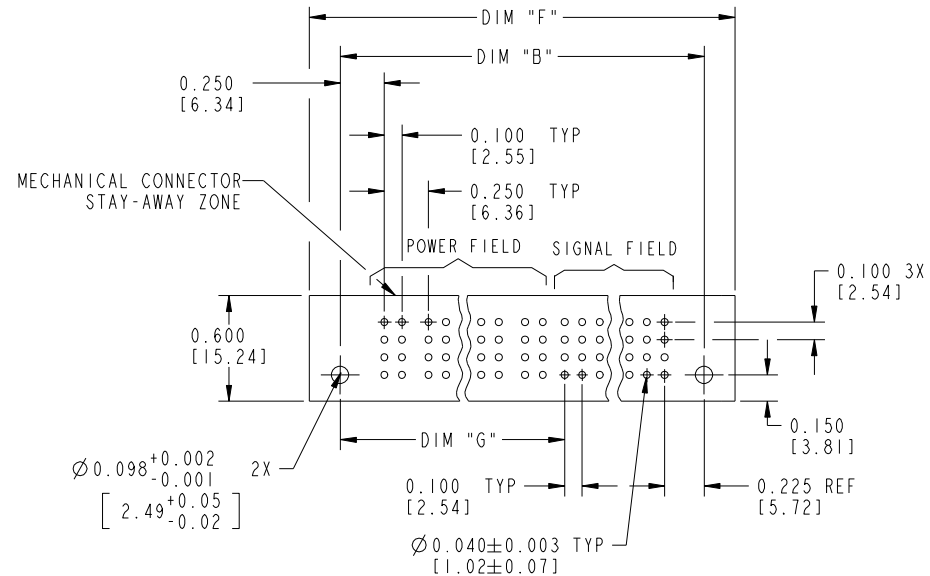 DIM "F"
DIM "B"
0.250
[6.34]
0.100 TYP
[2.55]
MECHANICAL CONNECTOR
STAY-AWAY ZONE
0.250 TYP
[6.36]
POWER FIELD
SIGNAL FIELD
0.100 3X
[2.54]
0.600
[15.24]
0.150
[3.81]
DIM "G"
Ø0.098 +0.002 -0.001 2X
[2.49 +0.05 -0.02]
0.100 TYP
[2.54]
0.225 REF
[5.72]
Ø0.040±0.003 TYP
[1.02±0.07]